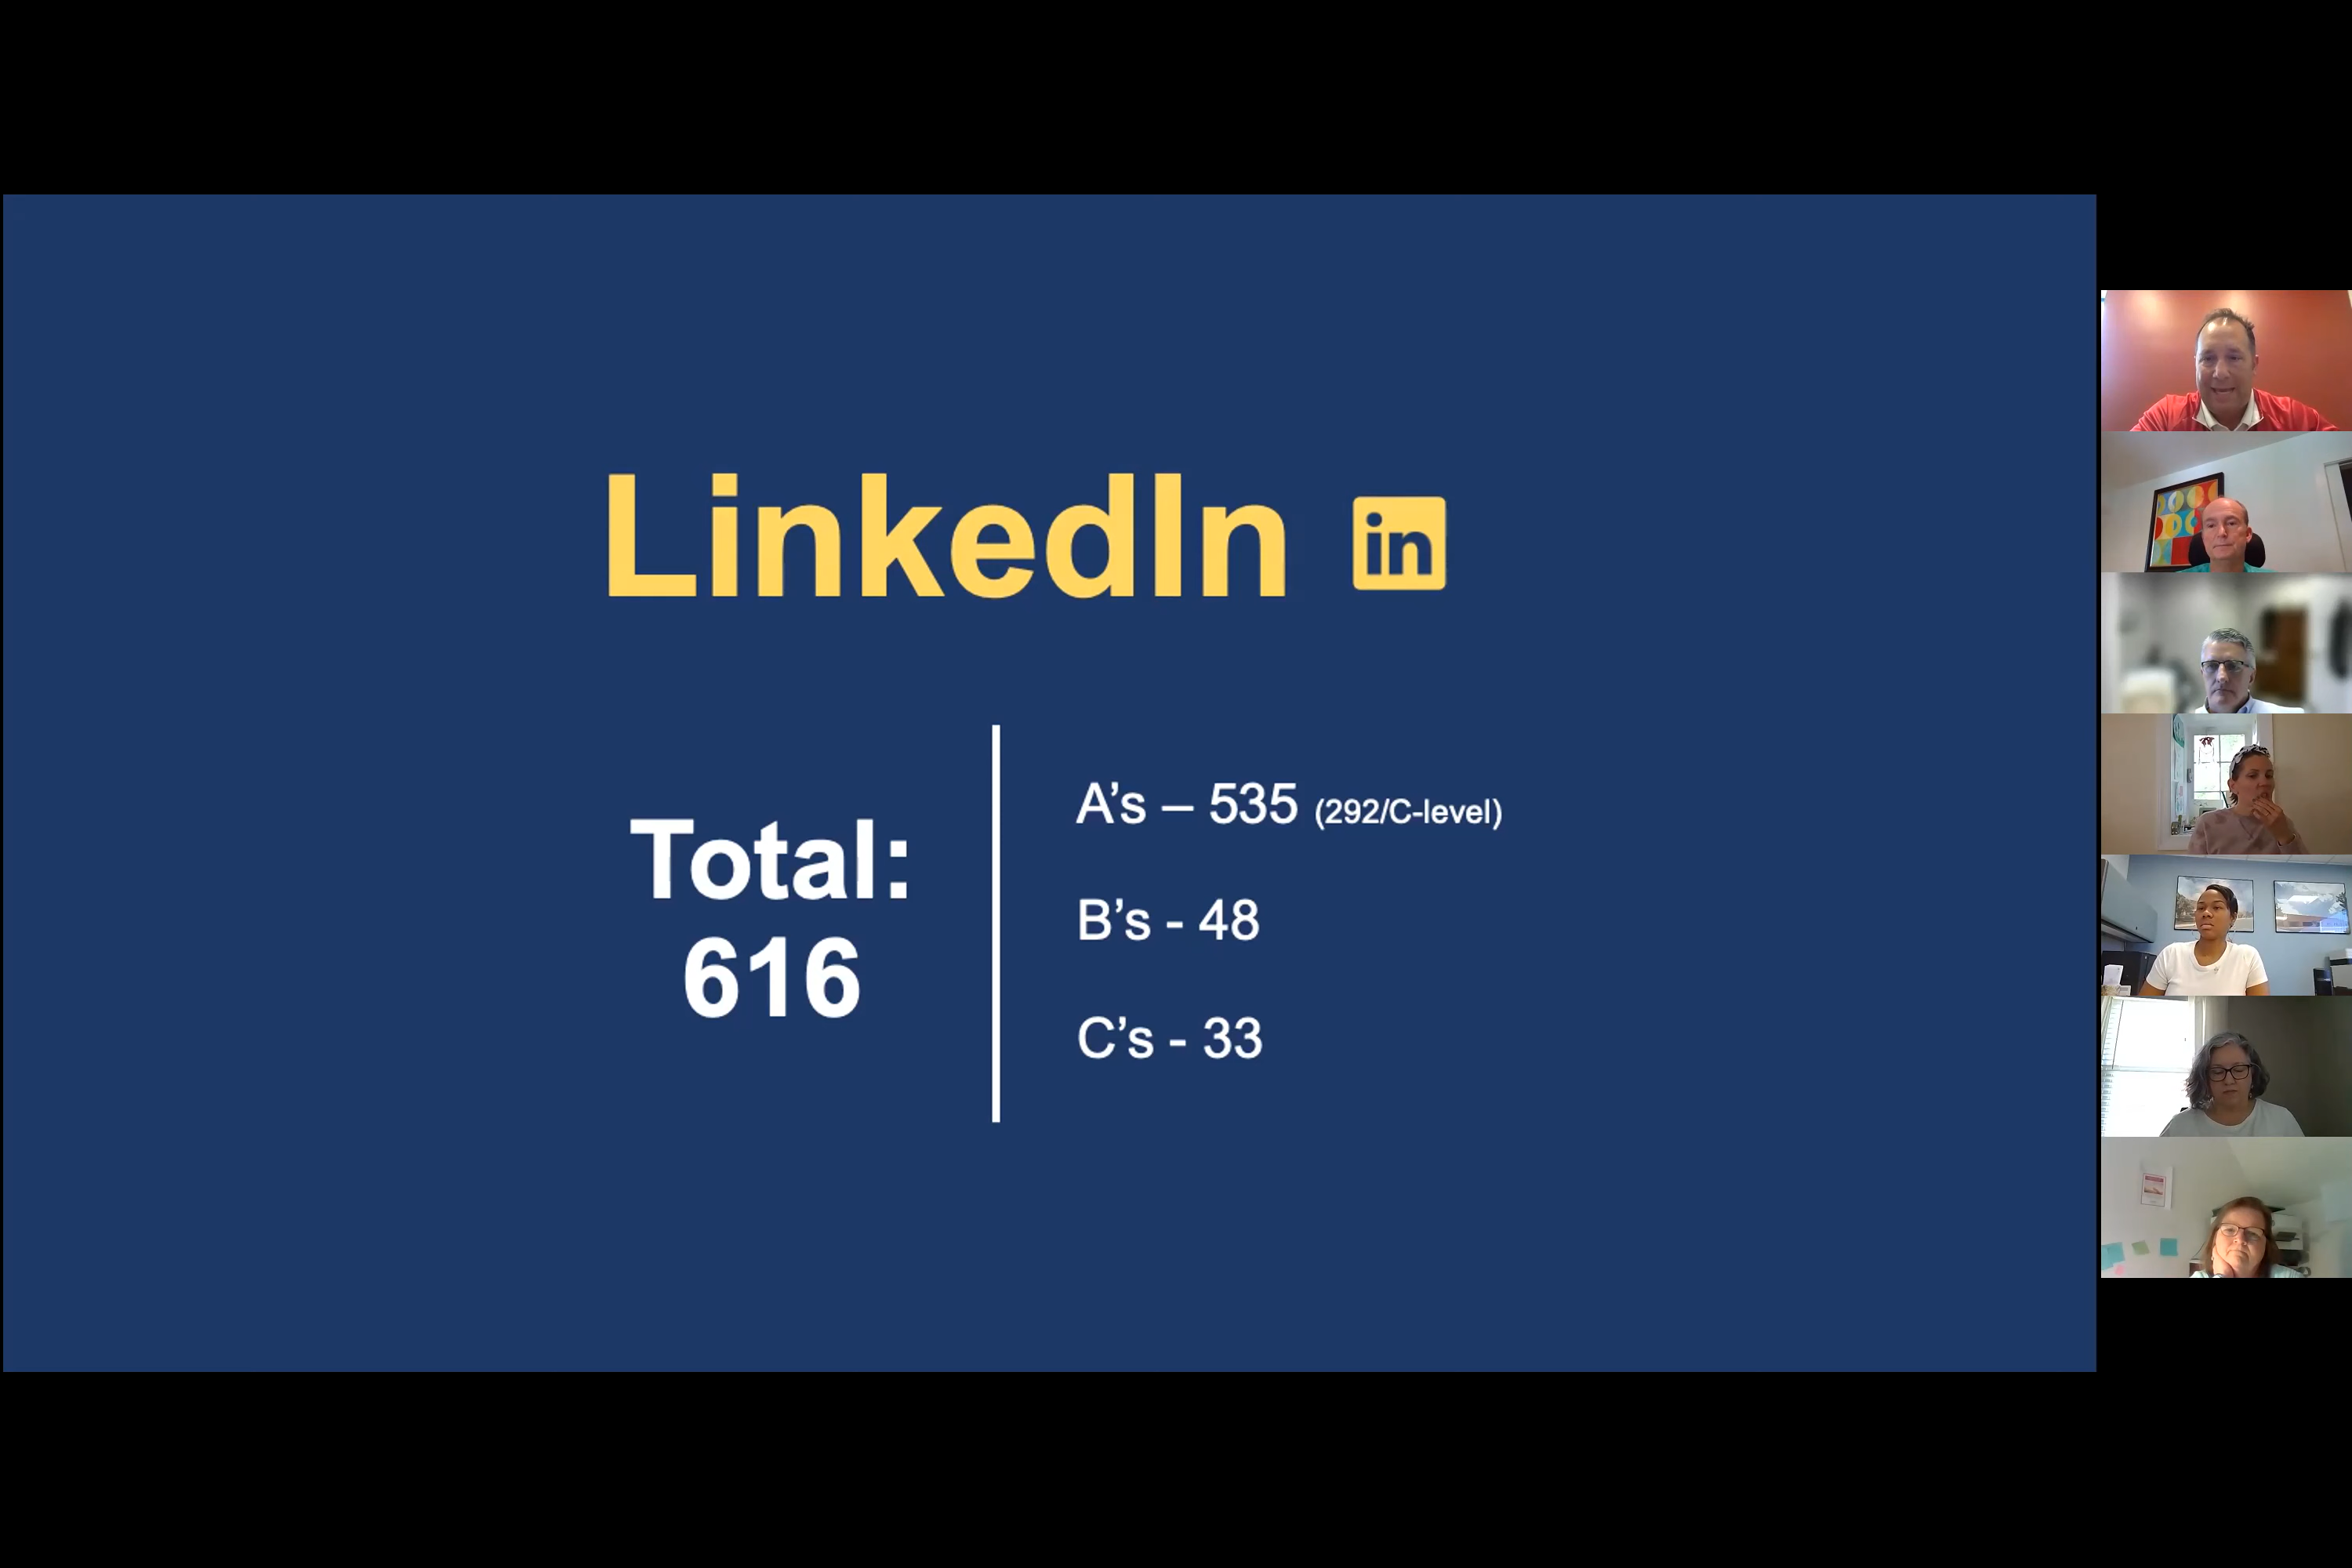 LinkedIn in
Total:
616
A’s – 535 (292/C-level)
B’s - 48
C’s - 33